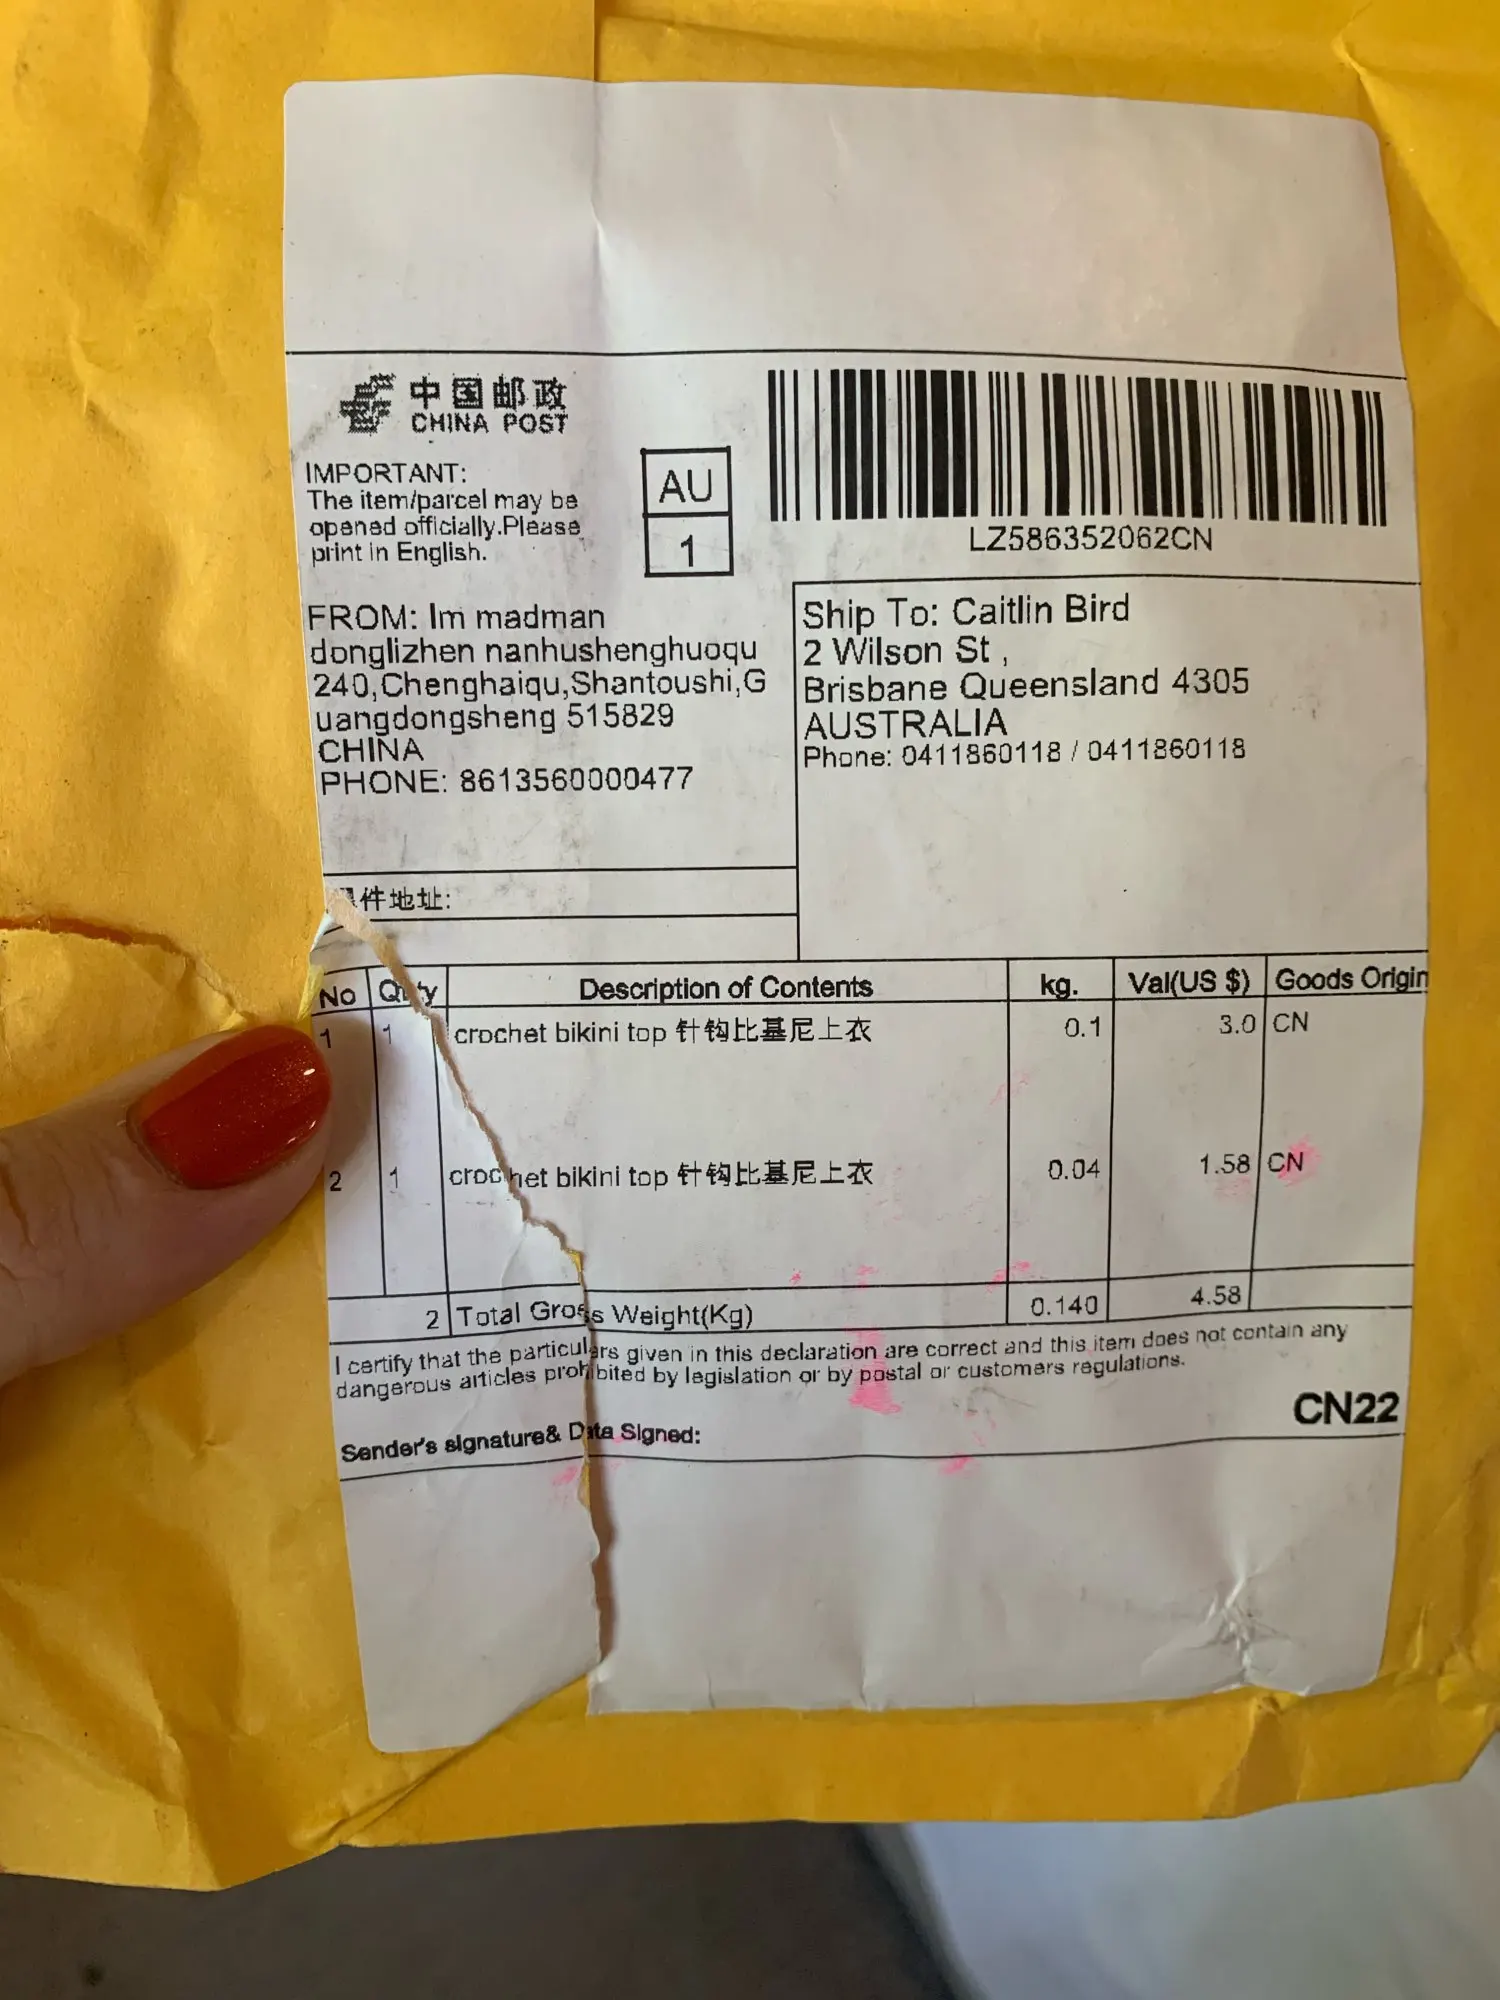 中国邮政
CHINA POST
IMPORTANT:
The item/parcel may be
opened officially.Please
print in English.
AU
1
LZ586352062CN
FROM: lm madman
donglizhen nanhushenghuoqu
240,Chenghaiqu,Shantoushi,G
uangdongsheng 515829
CHINA
PHONE: 8613560000477
Ship To: Caitlin Bird
2 Wilson St ,
Brisbane Queensland 4305
AUSTRALIA
Phone: 0411860118 / 0411860118
件地址:
No Qnty Description of Contents kg. Val(US $) Goods Origin
1 1 crochet bikini top 针钩比基尼上衣 0.1 3.0 CN
2 1 crochet bikini top 针钩比基尼上衣 0.04 1.58 CN
2 Total Gross Weight(Kg) 0.140 4.58
I certify that the particulars given in this declaration are correct and this item does not contain any
dangerous articles prohibited by legislation or by postal or customers regulations.
Sender's signature& Data Signed:
CN22